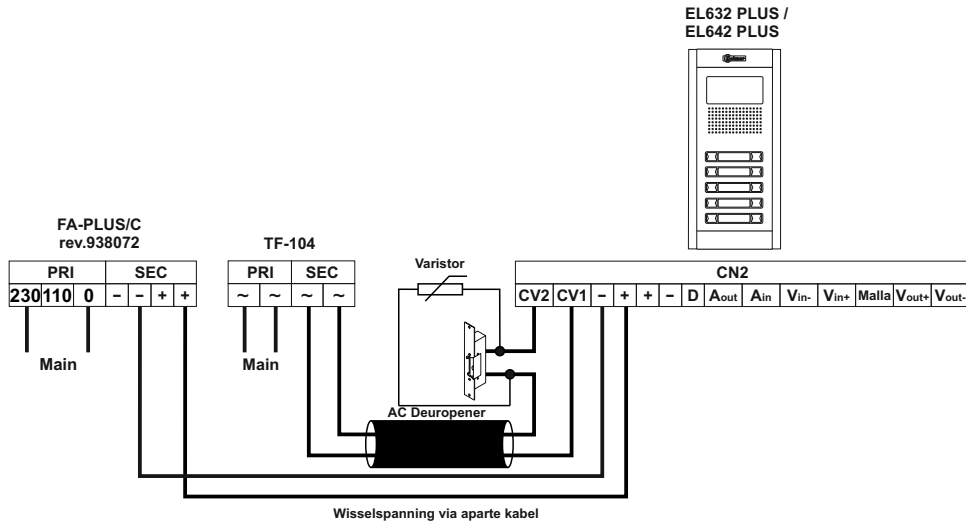 EL632 PLUS /
EL642 PLUS
FA-PLUS/C
rev.938072
PRI SEC
230 110 0 – – + +
Main
TF-104
PRI SEC
~ ~ ~ ~
Main
Varistor
AC Deuropener
CN2
CV2 CV1 – + + – D Aout Ain Vin- Vin+ Malla Vout+ Vout-
Wisselspanning via aparte kabel